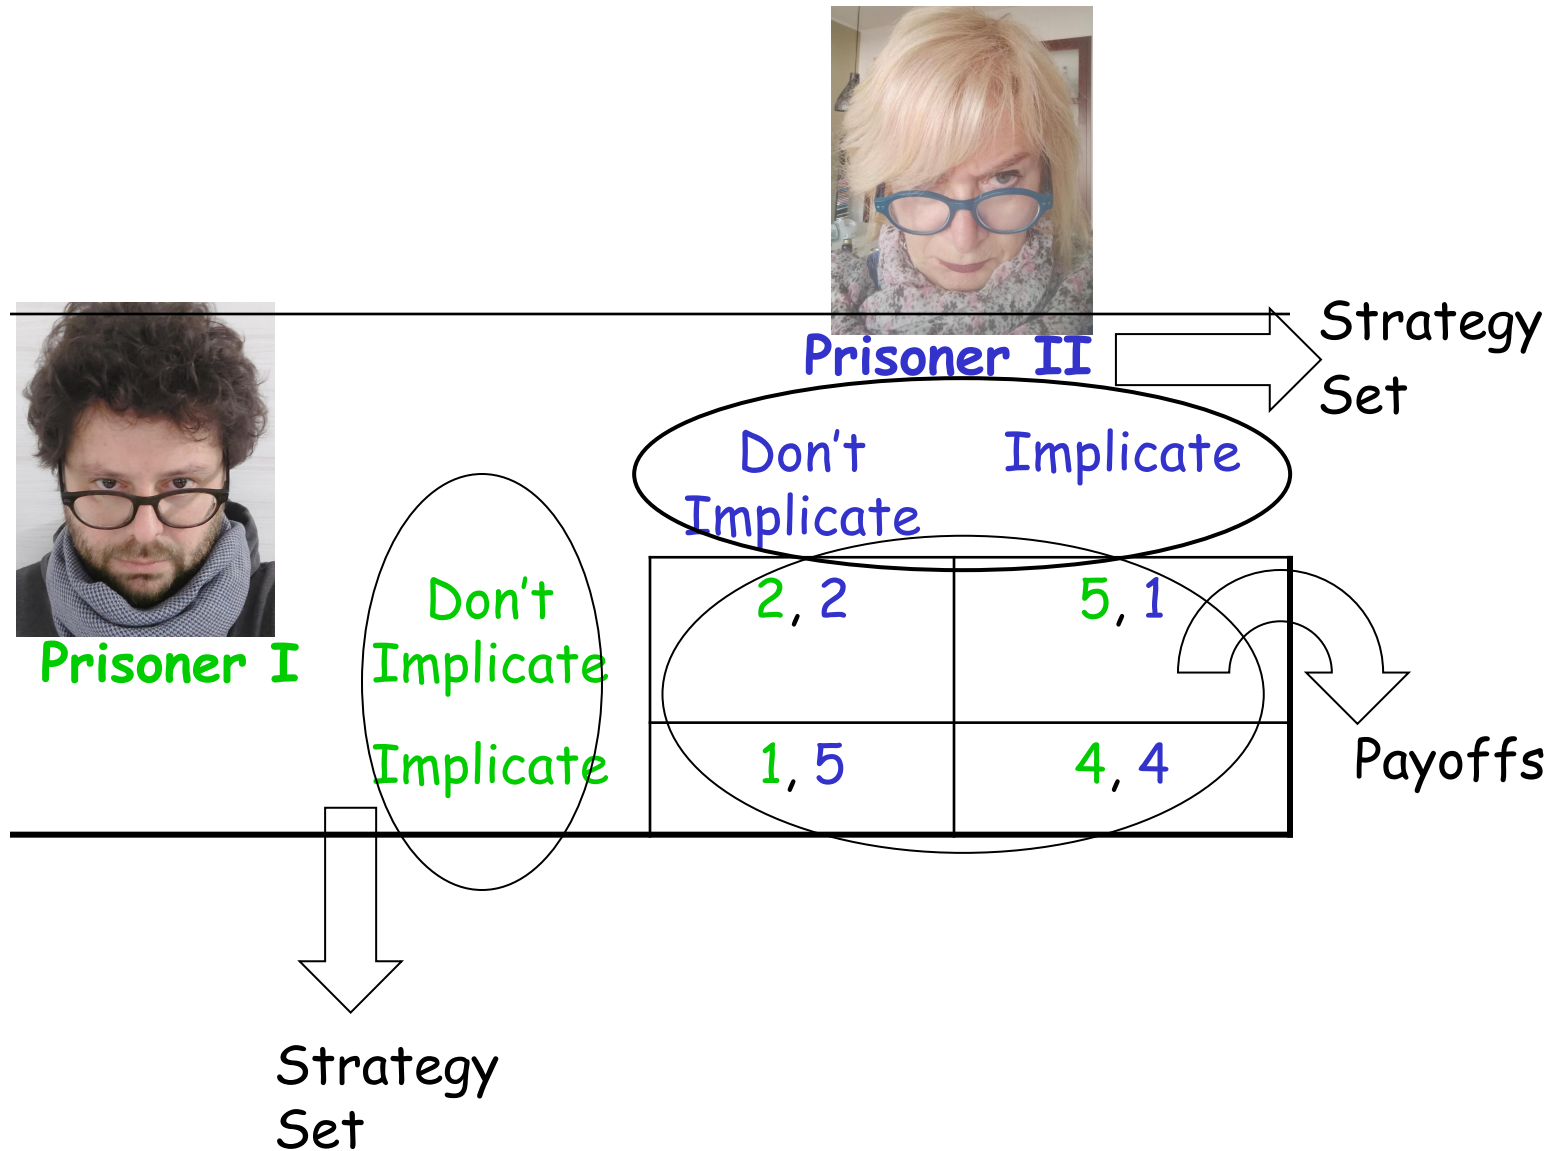 Strategy
Set
Prisoner II
Don't
Implicate
Implicate
Prisoner I
Don't
Implicate
2, 2
5, 1
Implicate
1, 5
4, 4
Payoffs
Strategy
Set